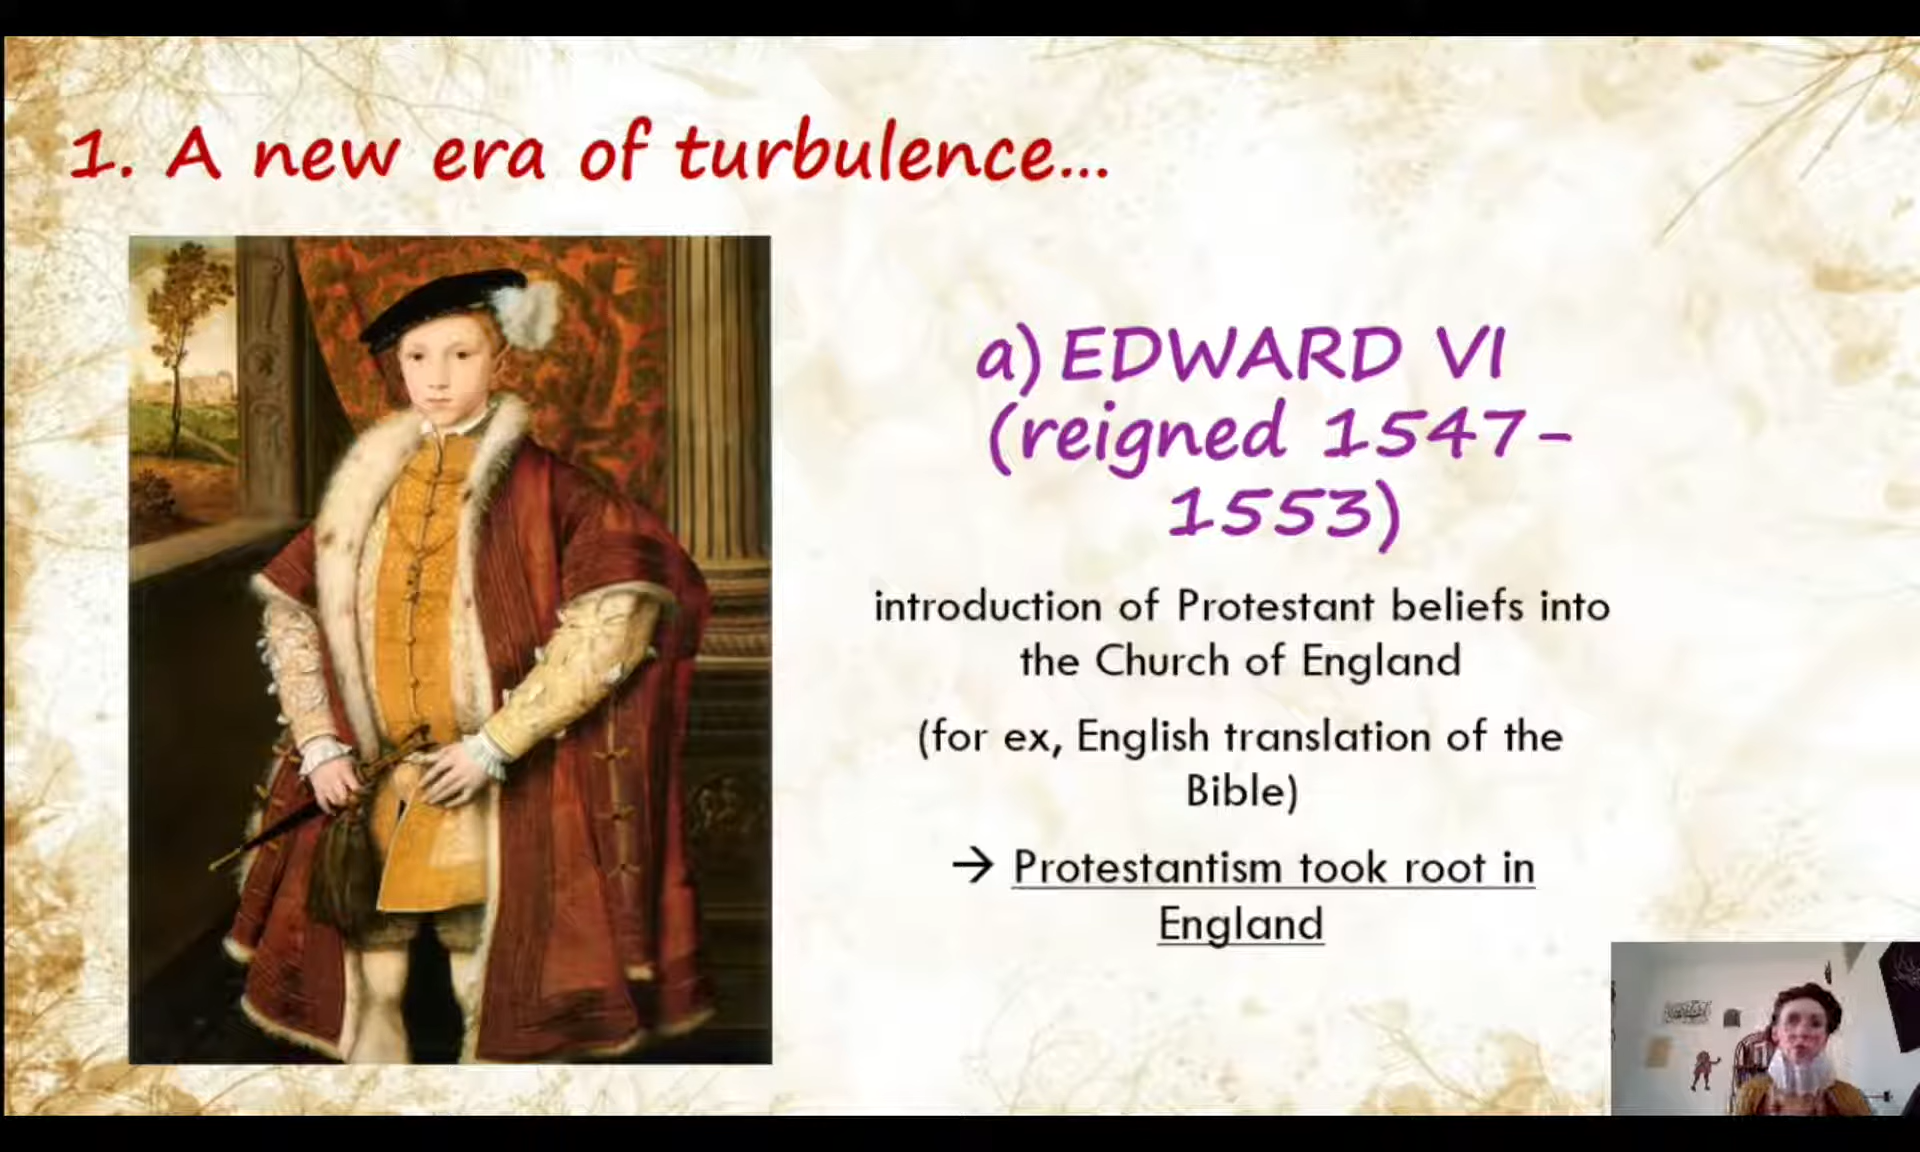 1. A new era of turbulence...
a) EDWARD VI
(reigned 1547-
1553)
introduction of Protestant beliefs into
the Church of England
(for ex, English translation of the
Bible)
→ Protestantism took root in
England